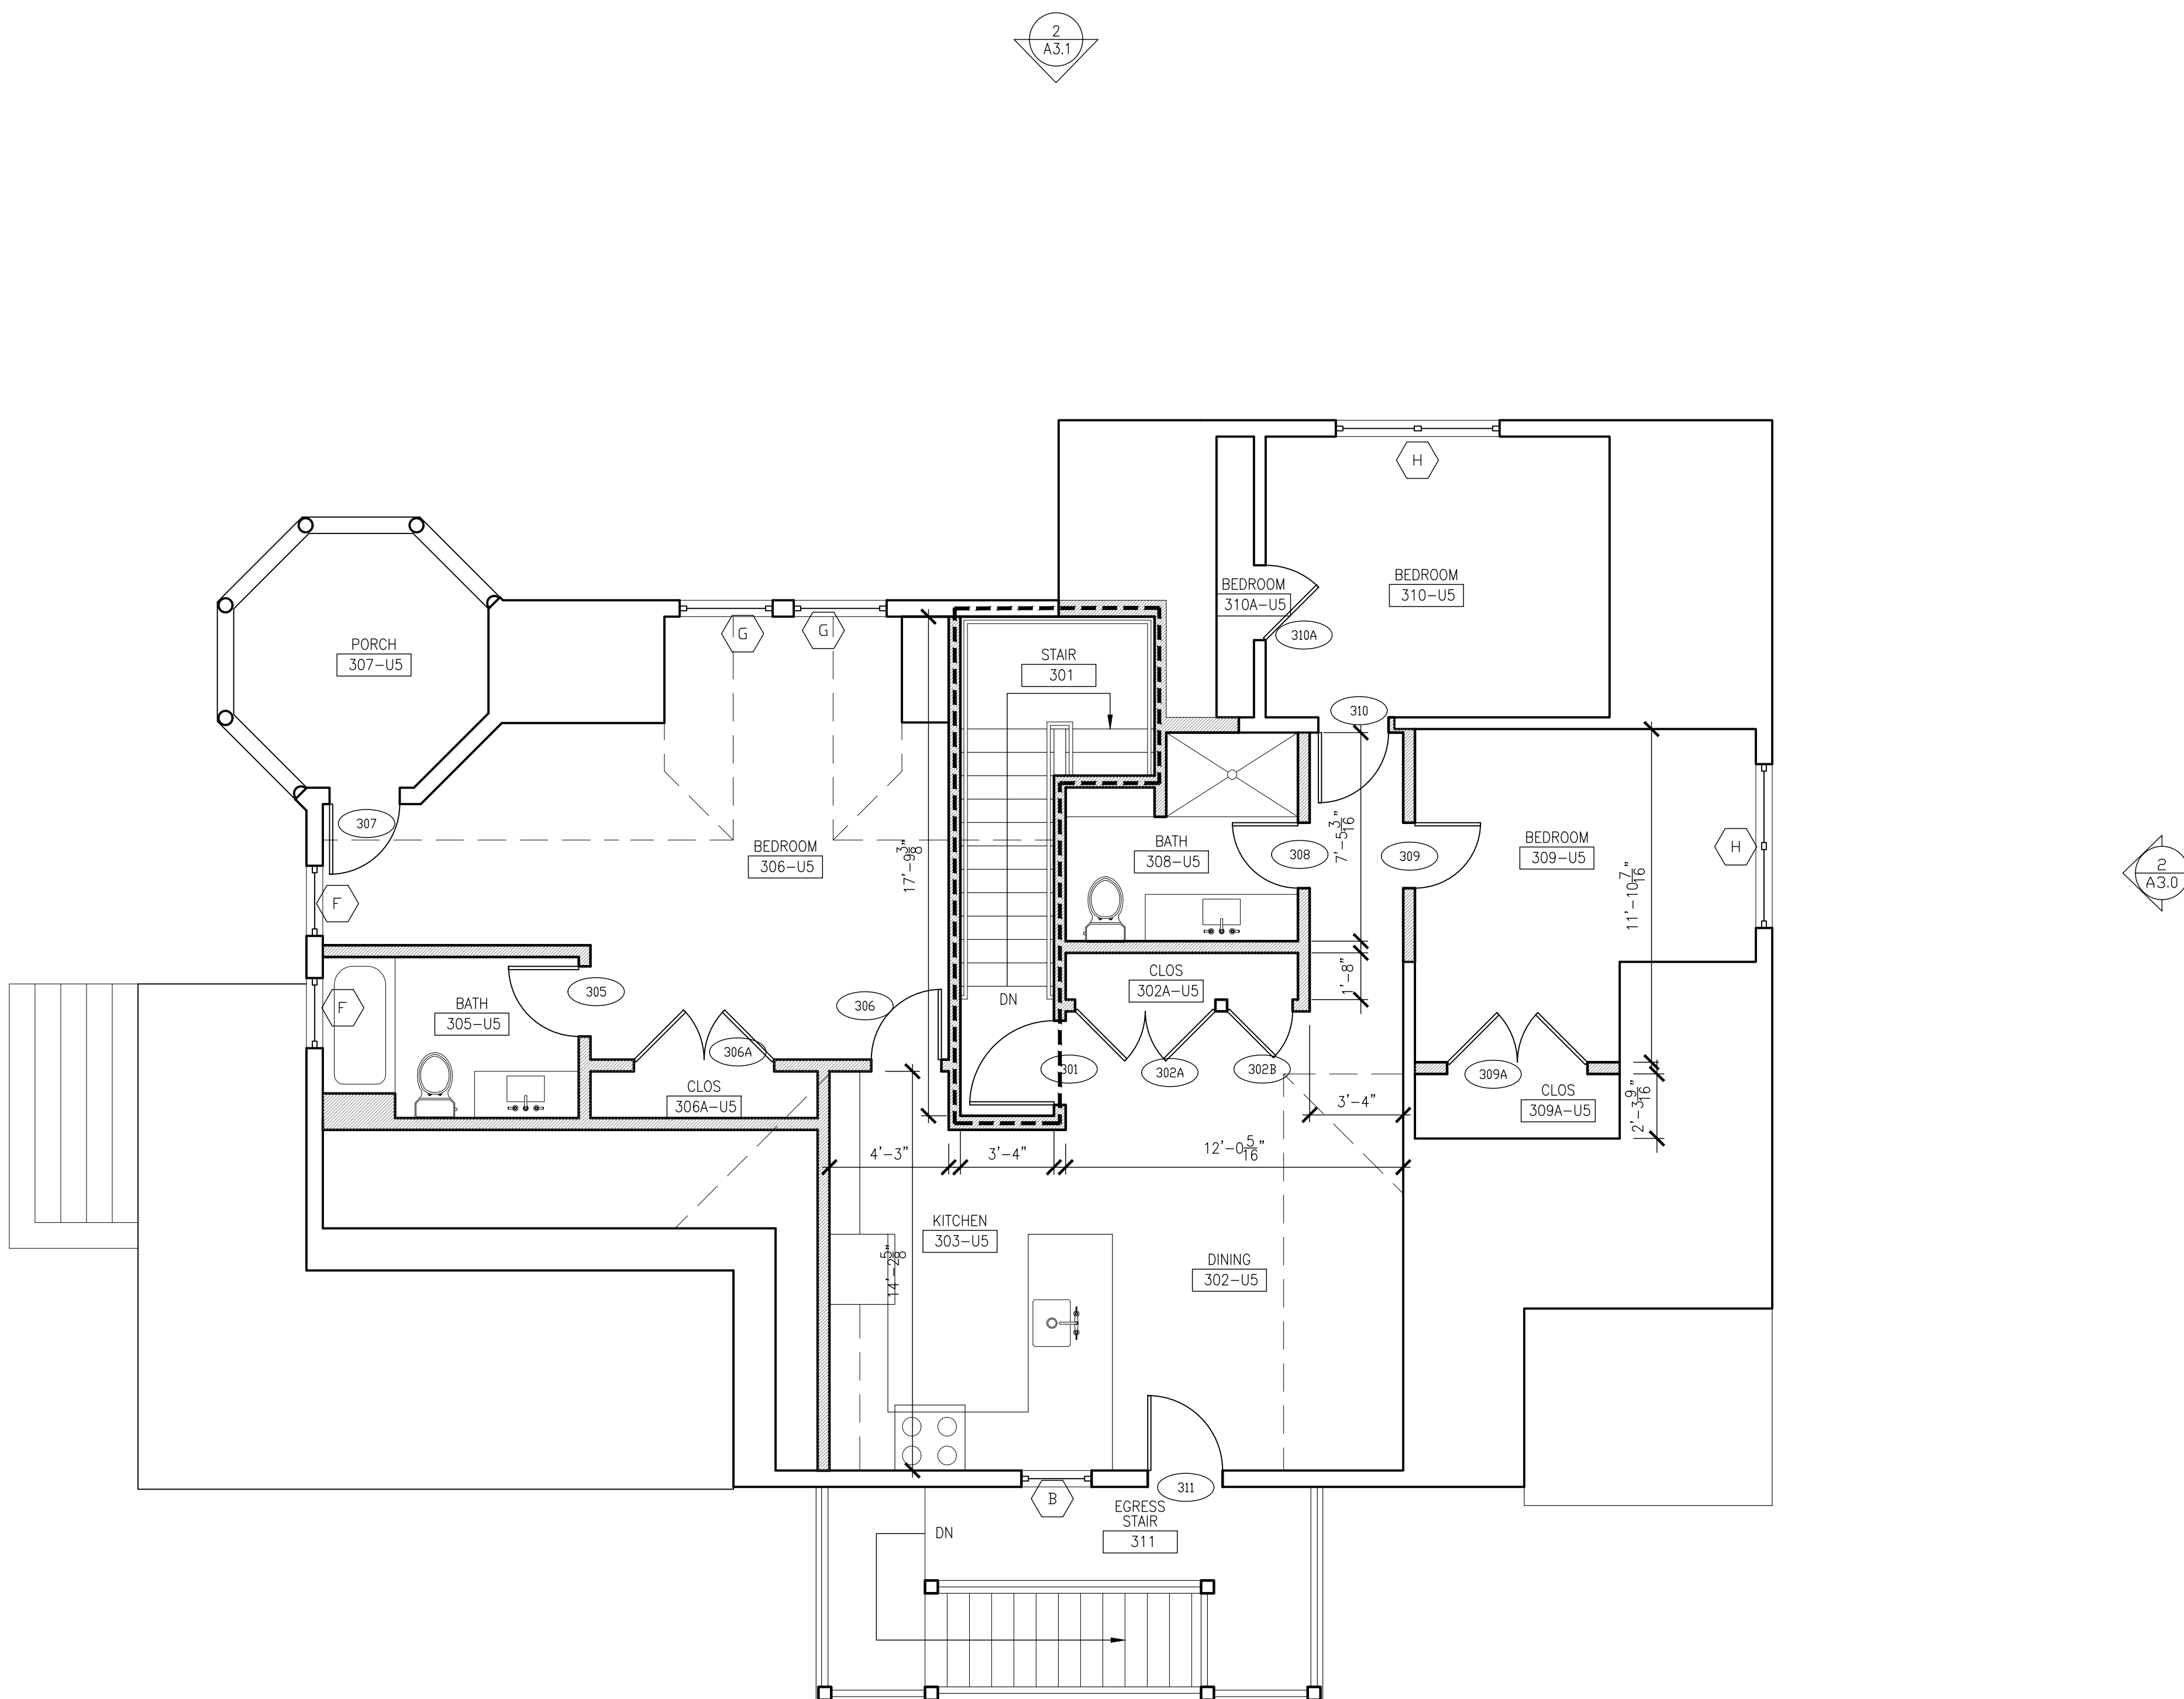 2
A3.1
H
BEDROOM
310-U5
BEDROOM
310A-U5
310A
G
G
PORCH
307-U5
STAIR
301
310
307
BEDROOM
306-U5
17'-9 3/8"
BATH
308-U5
308
7'-5 3/16"
309
BEDROOM
309-U5
H
2
A3.0
11'-10 7/16"
F
F
BATH
305-U5
305
306
DN
CLOS
302A-U5
1'-8"
306A
CLOS
306A-U5
301
302A
302B
309A
CLOS
309A-U5
2'-3 9/16"
3'-4"
4'-3"
3'-4"
12'-0 5/16"
KITCHEN
303-U5
14'-2 5/8"
DINING
302-U5
B
311
EGRESS
STAIR
311
DN